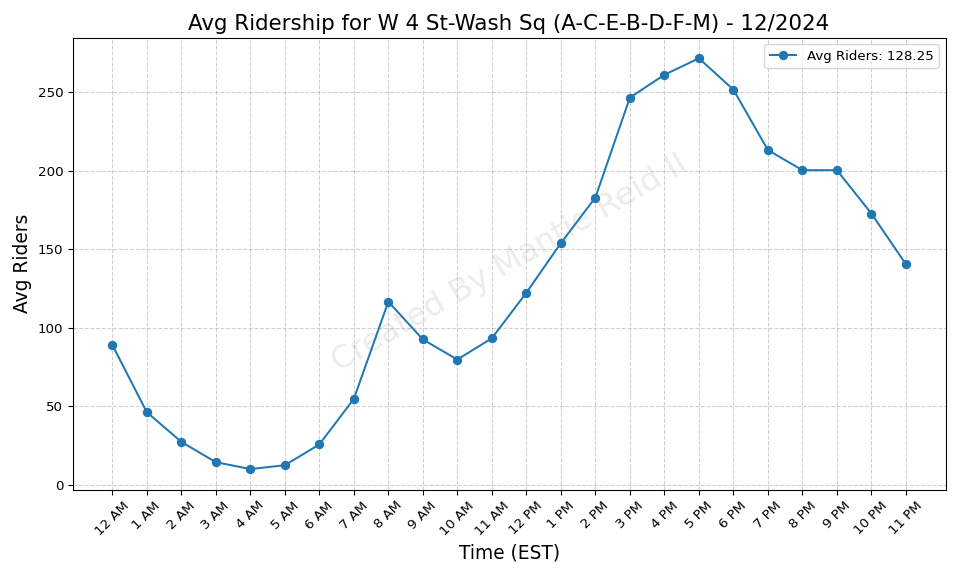 Avg Ridership for W 4 St-Wash Sq (A-C-E-B-D-F-M) - 12/2024
Avg Riders: 128.25
Avg Riders
250
200
150
100
50
0
Created By Mantie Reid II
12 AM
1 AM
2 AM
3 AM
4 AM
5 AM
6 AM
7 AM
8 AM
9 AM
10 AM
11 AM
12 PM
1 PM
2 PM
3 PM
4 PM
5 PM
6 PM
7 PM
8 PM
9 PM
10 PM
11 PM
Time (EST)